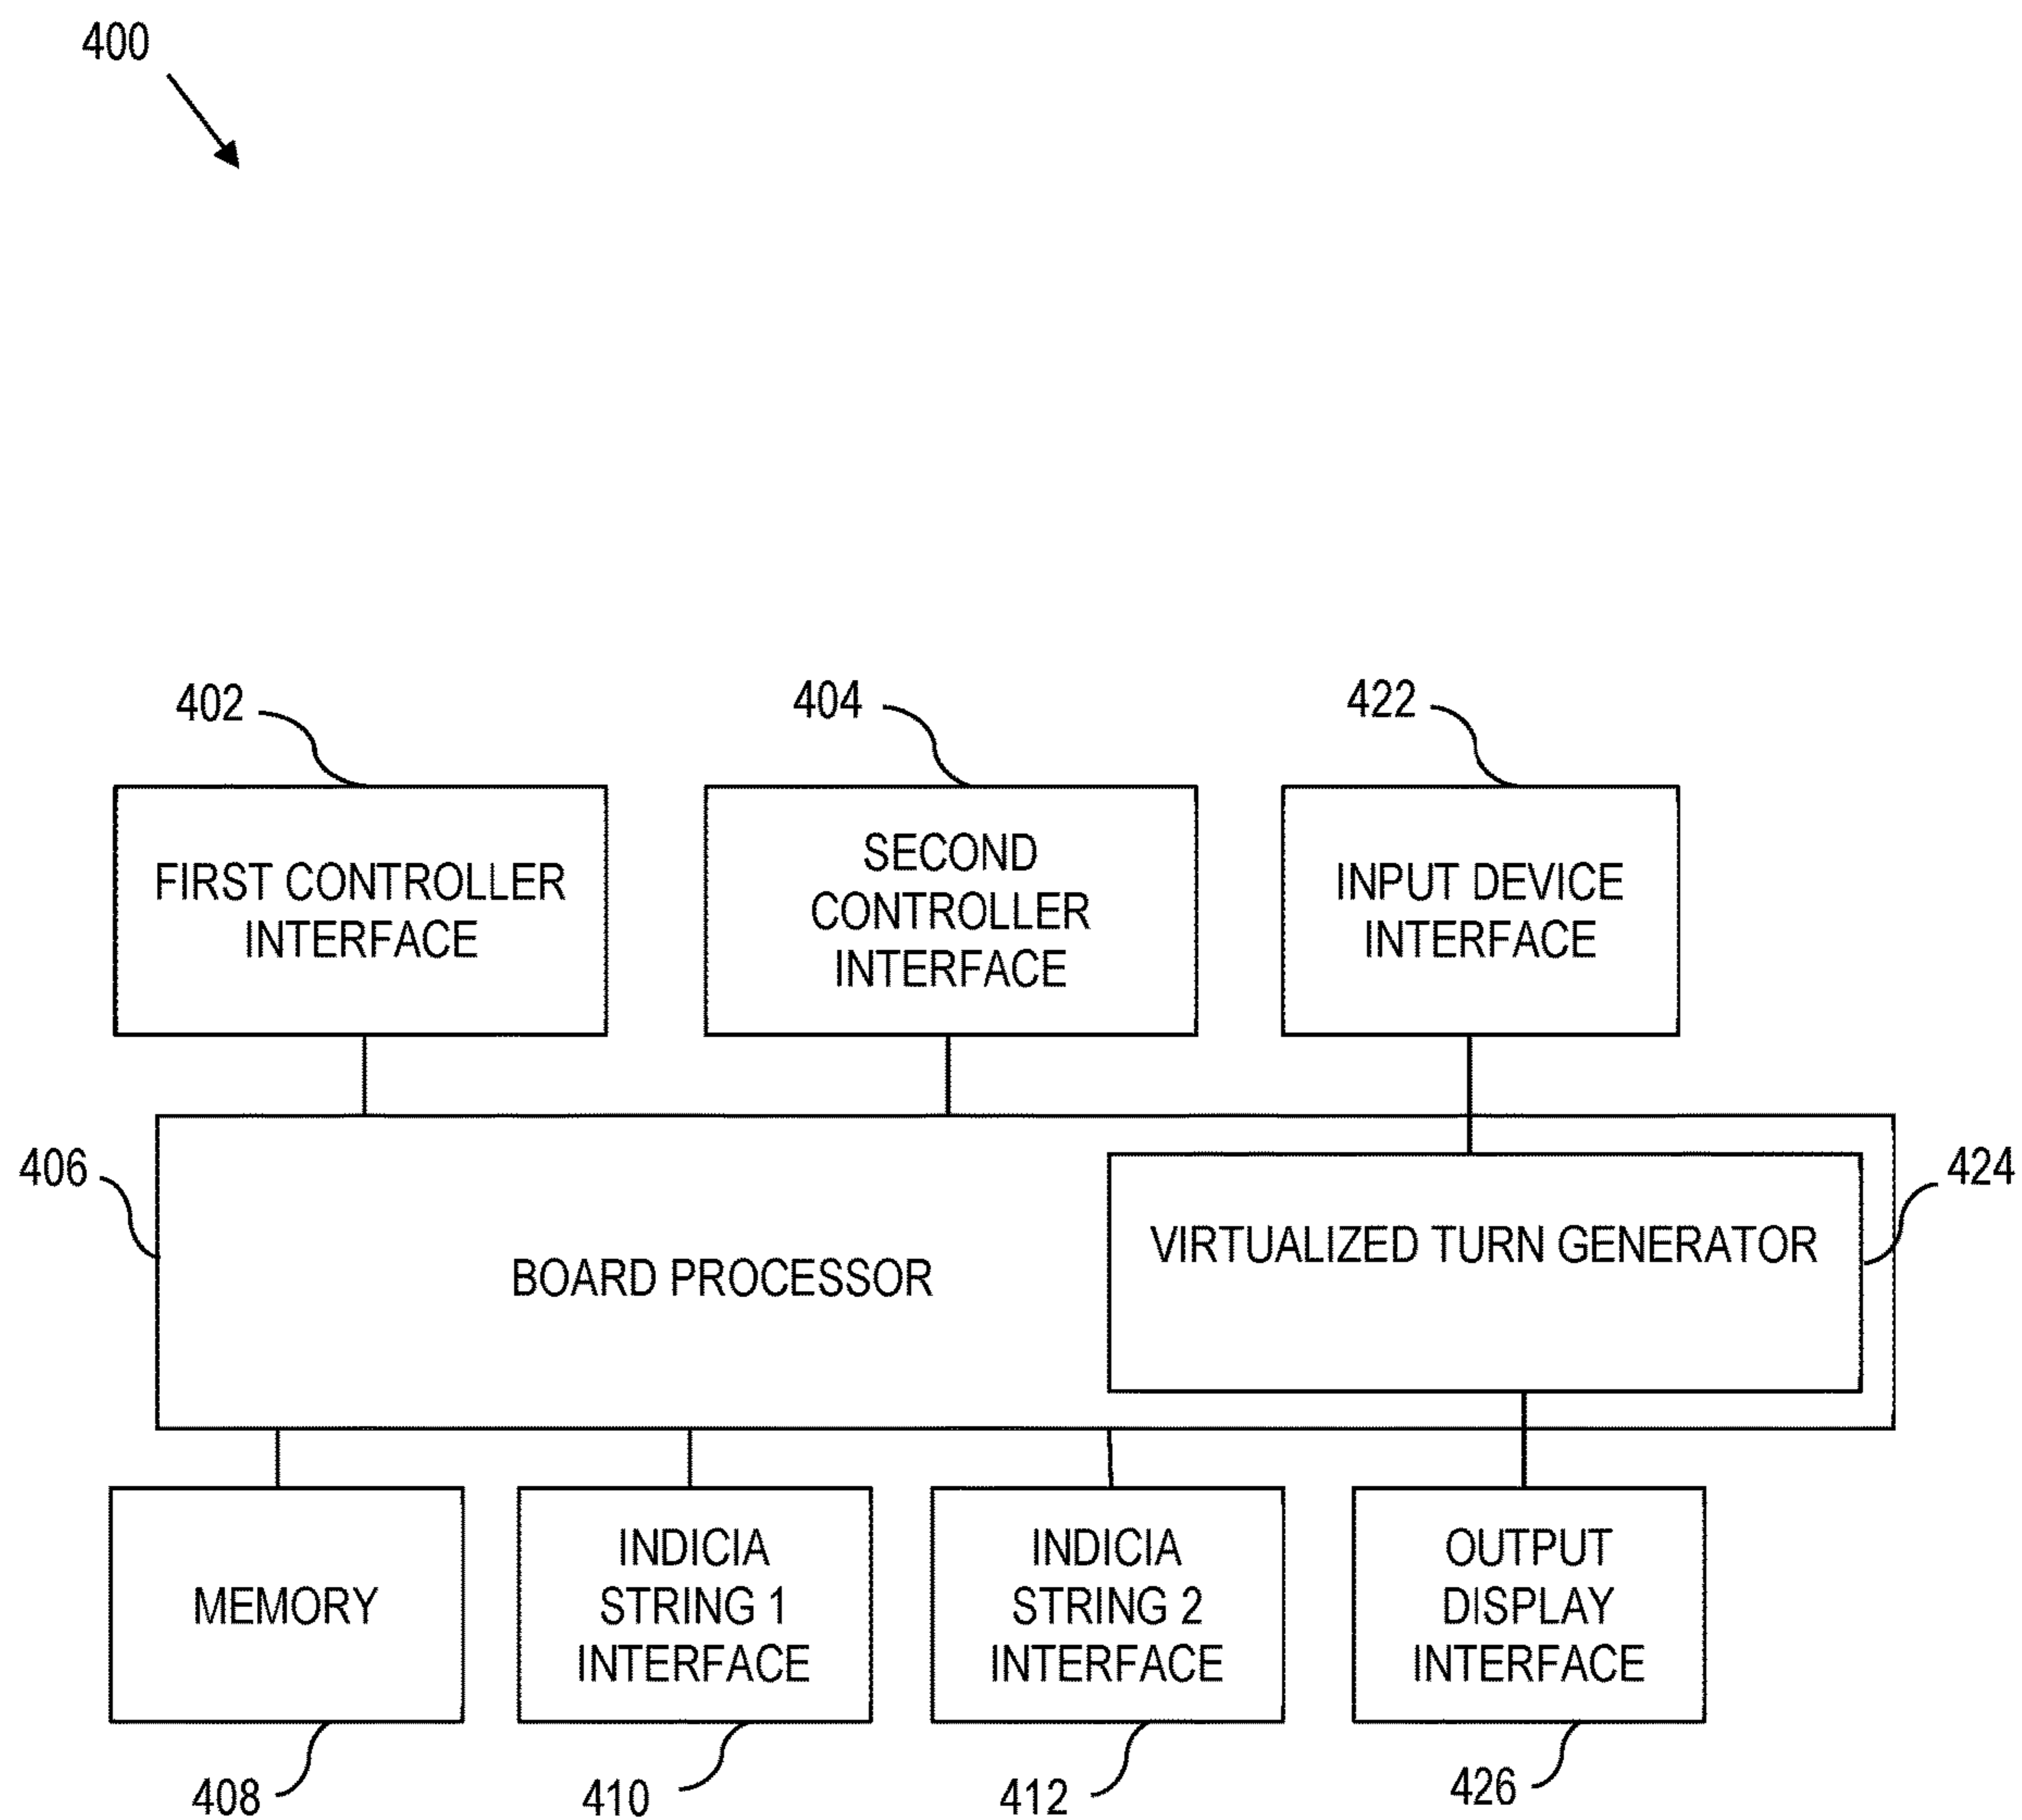 400
402
404
422
FIRST CONTROLLER
INTERFACE
SECOND
CONTROLLER
INTERFACE
INPUT DEVICE
INTERFACE
406
424
BOARD PROCESSOR
VIRTUALIZED TURN GENERATOR
MEMORY
INDICIA
STRING 1
INTERFACE
INDICIA
STRING 2
INTERFACE
OUTPUT
DISPLAY
INTERFACE
408
410
412
426